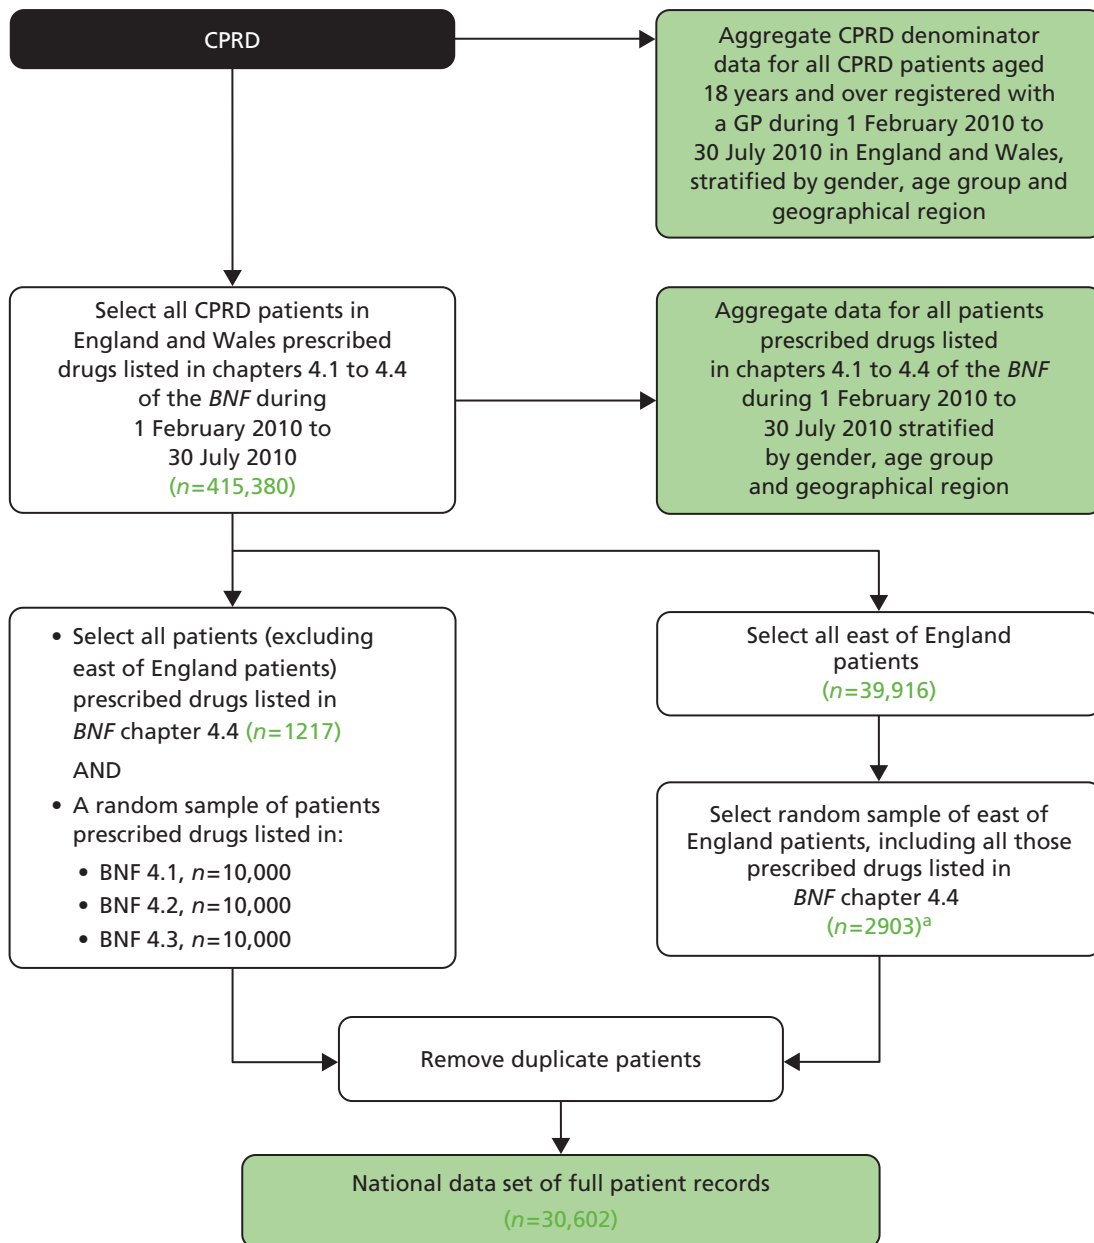 CPRD
Aggregate CPRD denominator
data for all CPRD patients aged
18 years and over registered with
a GP during 1 February 2010 to
30 July 2010 in England and Wales,
stratified by gender, age group and
geographical region
Select all CPRD patients in
England and Wales prescribed
drugs listed in chapters 4.1 to 4.4
of the BNF during
1 February 2010 to
30 July 2010
(n=415,380)
Aggregate data for all patients
prescribed drugs listed
in chapters 4.1 to 4.4 of the BNF
during 1 February 2010 to
30 July 2010 stratified
by gender, age group
and geographical region
• Select all patients (excluding
east of England patients)
prescribed drugs listed in
BNF chapter 4.4 (n=1217)
AND
• A random sample of patients
prescribed drugs listed in:
• BNF 4.1, n=10,000
• BNF 4.2, n=10,000
• BNF 4.3, n=10,000
Select all east of England
patients
(n=39,916)
Select random sample of east of
England patients, including all those
prescribed drugs listed in
BNF chapter 4.4
(n=2903)a
Remove duplicate patients
National data set of full patient records
(n=30,602)